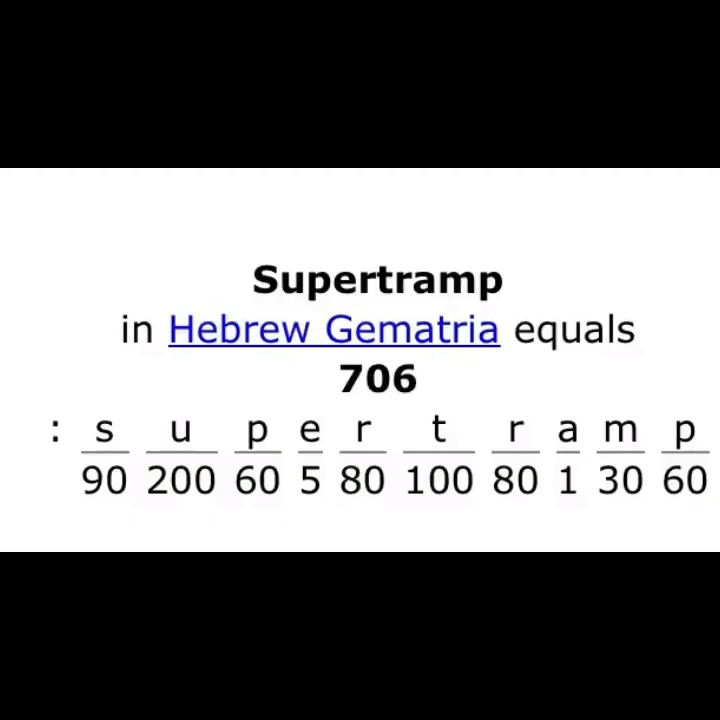 Supertramp
in Hebrew Gematria equals
706
: s u p e r t r a m p
90 200 60 5 80 100 80 1 30 60